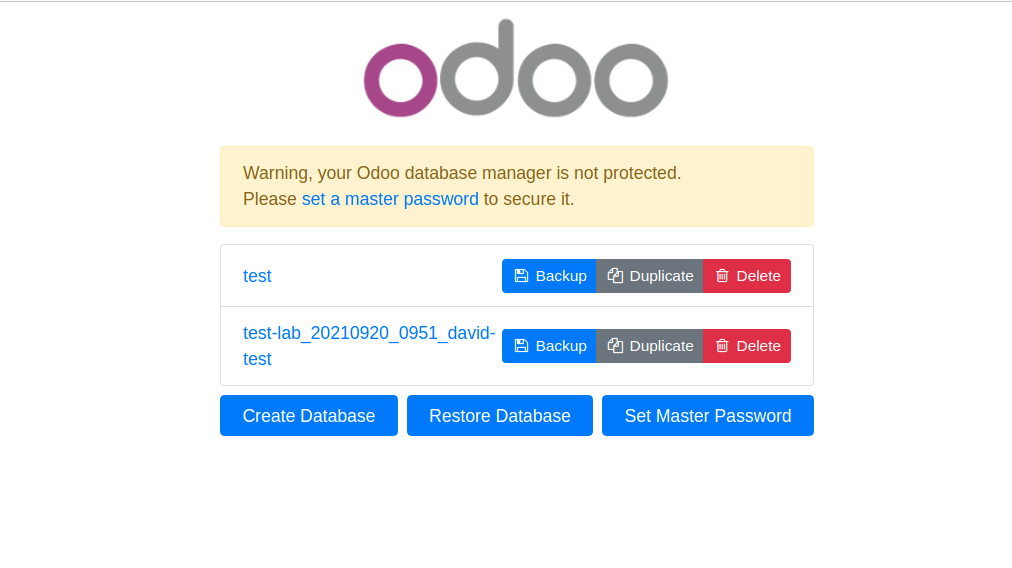 odoo
Warning, your Odoo database manager is not protected.
Please set a master password to secure it.
test Backup Duplicate Delete
test-lab_20210920_0951_david-
test Backup Duplicate Delete
Create Database Restore Database Set Master Password